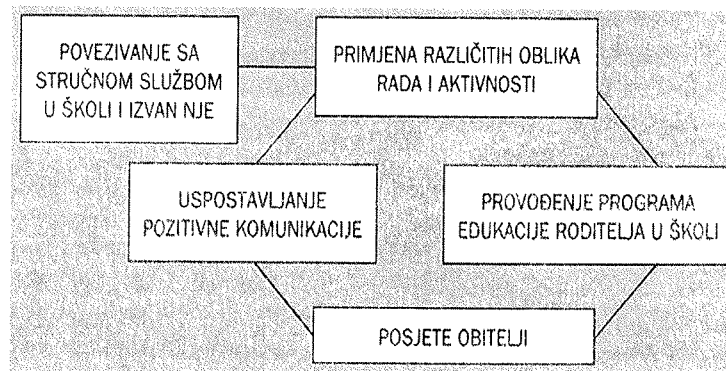 POVEZIVANJE SA
STRUČNOM SLUŽBOM
U ŠKOLI I IZVAN NJE
PRIMJENA RAZLIČITIH OBLIKA
RADA I AKTIVNOSTI
USPOSTAVLJANJE
POZITIVNE KOMUNIKACIJE
PROVOĐENJE PROGRAMA
EDUKACIJE RODITELJA U ŠKOLI
POSJETE OBITELJI